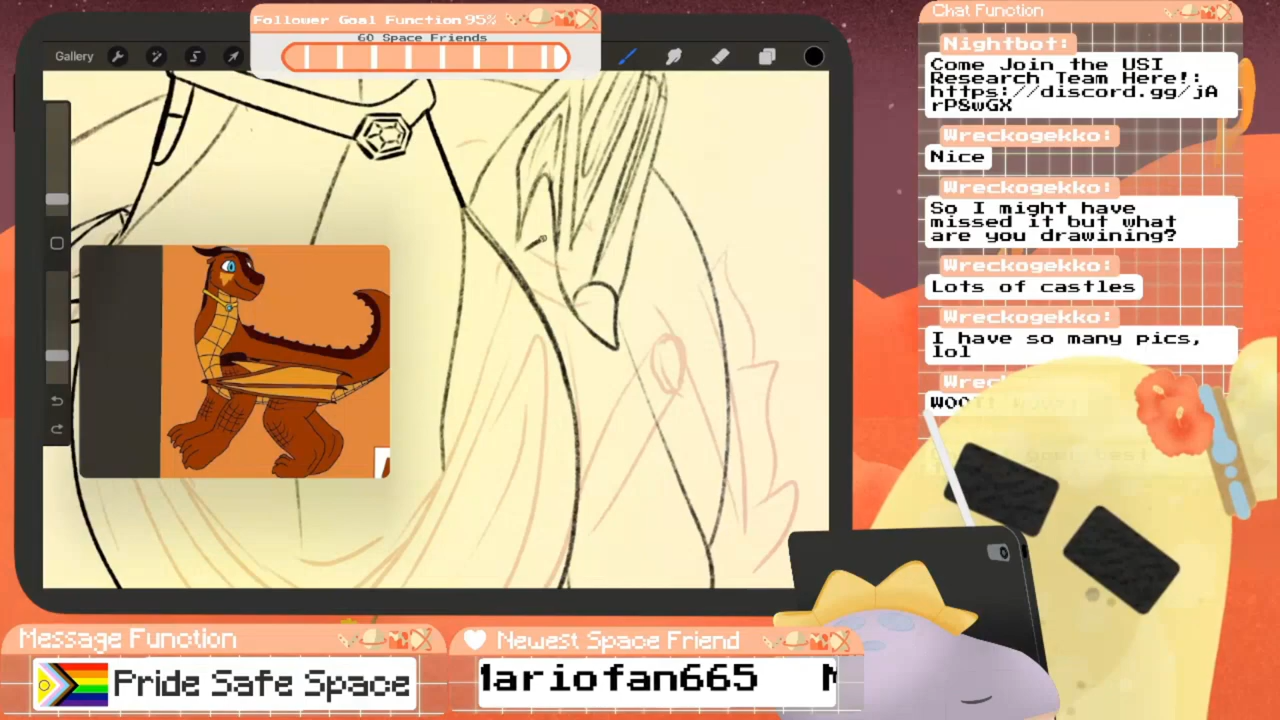 Follower Goal Function 95%
60 Space Friends
Gallery
Chat Function
Nightbot:
Come Join the USI
Research Team Here!:
https://discord.gg/jA
rP8wGX
Wreckogekko:
Nice
Wreckogekko:
So I might have
missed it but what
are you drawining?
Wreckogekko:
Lots of castles
Wreckogekko:
I have so many pics,
lol
Message Function
Pride Safe Space
Newest Space Friend
Mariofan665